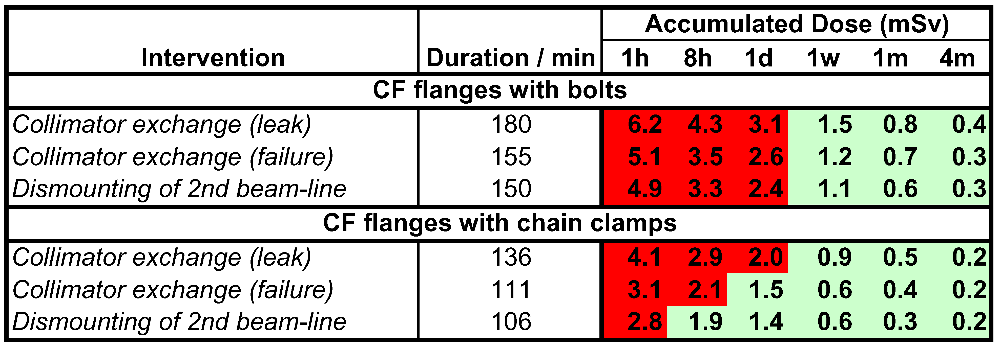 Accumulated Dose (mSv)
Intervention Duration / min 1h 8h 1d 1w 1m 4m
CF flanges with bolts
Collimator exchange (leak) 180 6.2 4.3 3.1 1.5 0.8 0.4
Collimator exchange (failure) 155 5.1 3.5 2.6 1.2 0.7 0.3
Dismounting of 2nd beam-line 150 4.9 3.3 2.4 1.1 0.6 0.3
CF flanges with chain clamps
Collimator exchange (leak) 136 4.1 2.9 2.0 0.9 0.5 0.2
Collimator exchange (failure) 111 3.1 2.1 1.5 0.6 0.4 0.2
Dismounting of 2nd beam-line 106 2.8 1.9 1.4 0.6 0.3 0.2